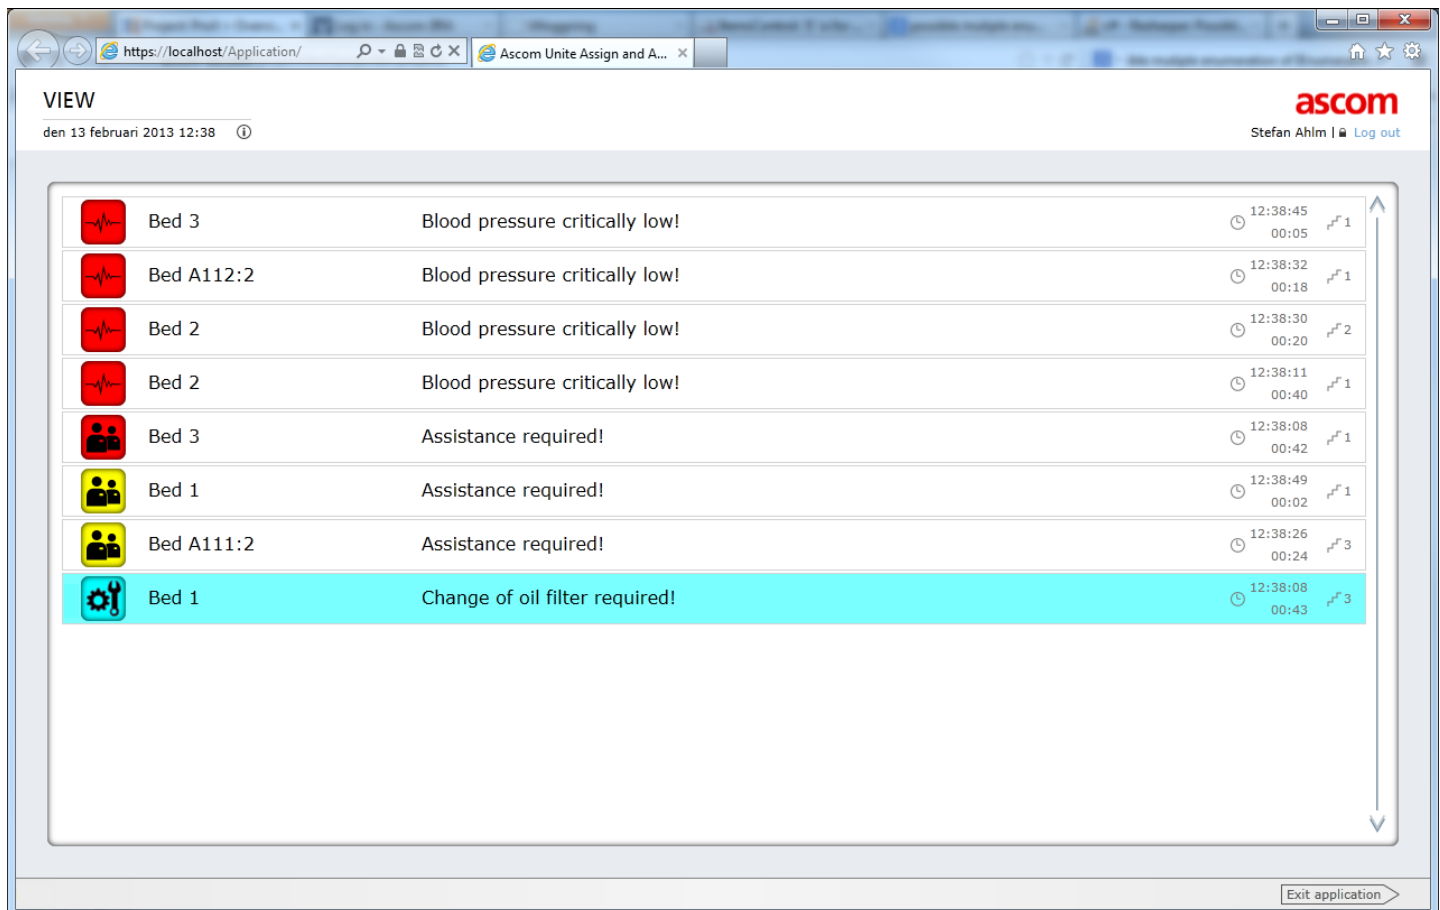 https://localhost/Application/
Ascom Unite Assign and A...
VIEW
ascom
den 13 februari 2013 12:38
Stefan Ahlm | Log out
Bed 3 Blood pressure critically low! 12:38:45 00:05 1
Bed A112:2 Blood pressure critically low! 12:38:32 00:18 1
Bed 2 Blood pressure critically low! 12:38:30 00:20 2
Bed 2 Blood pressure critically low! 12:38:11 00:40 1
Bed 3 Assistance required! 12:38:08 00:42 1
Bed 1 Assistance required! 12:38:49 00:02 1
Bed A111:2 Assistance required! 12:38:26 00:24 3
Bed 1 Change of oil filter required! 12:38:08 00:43 3
Exit application